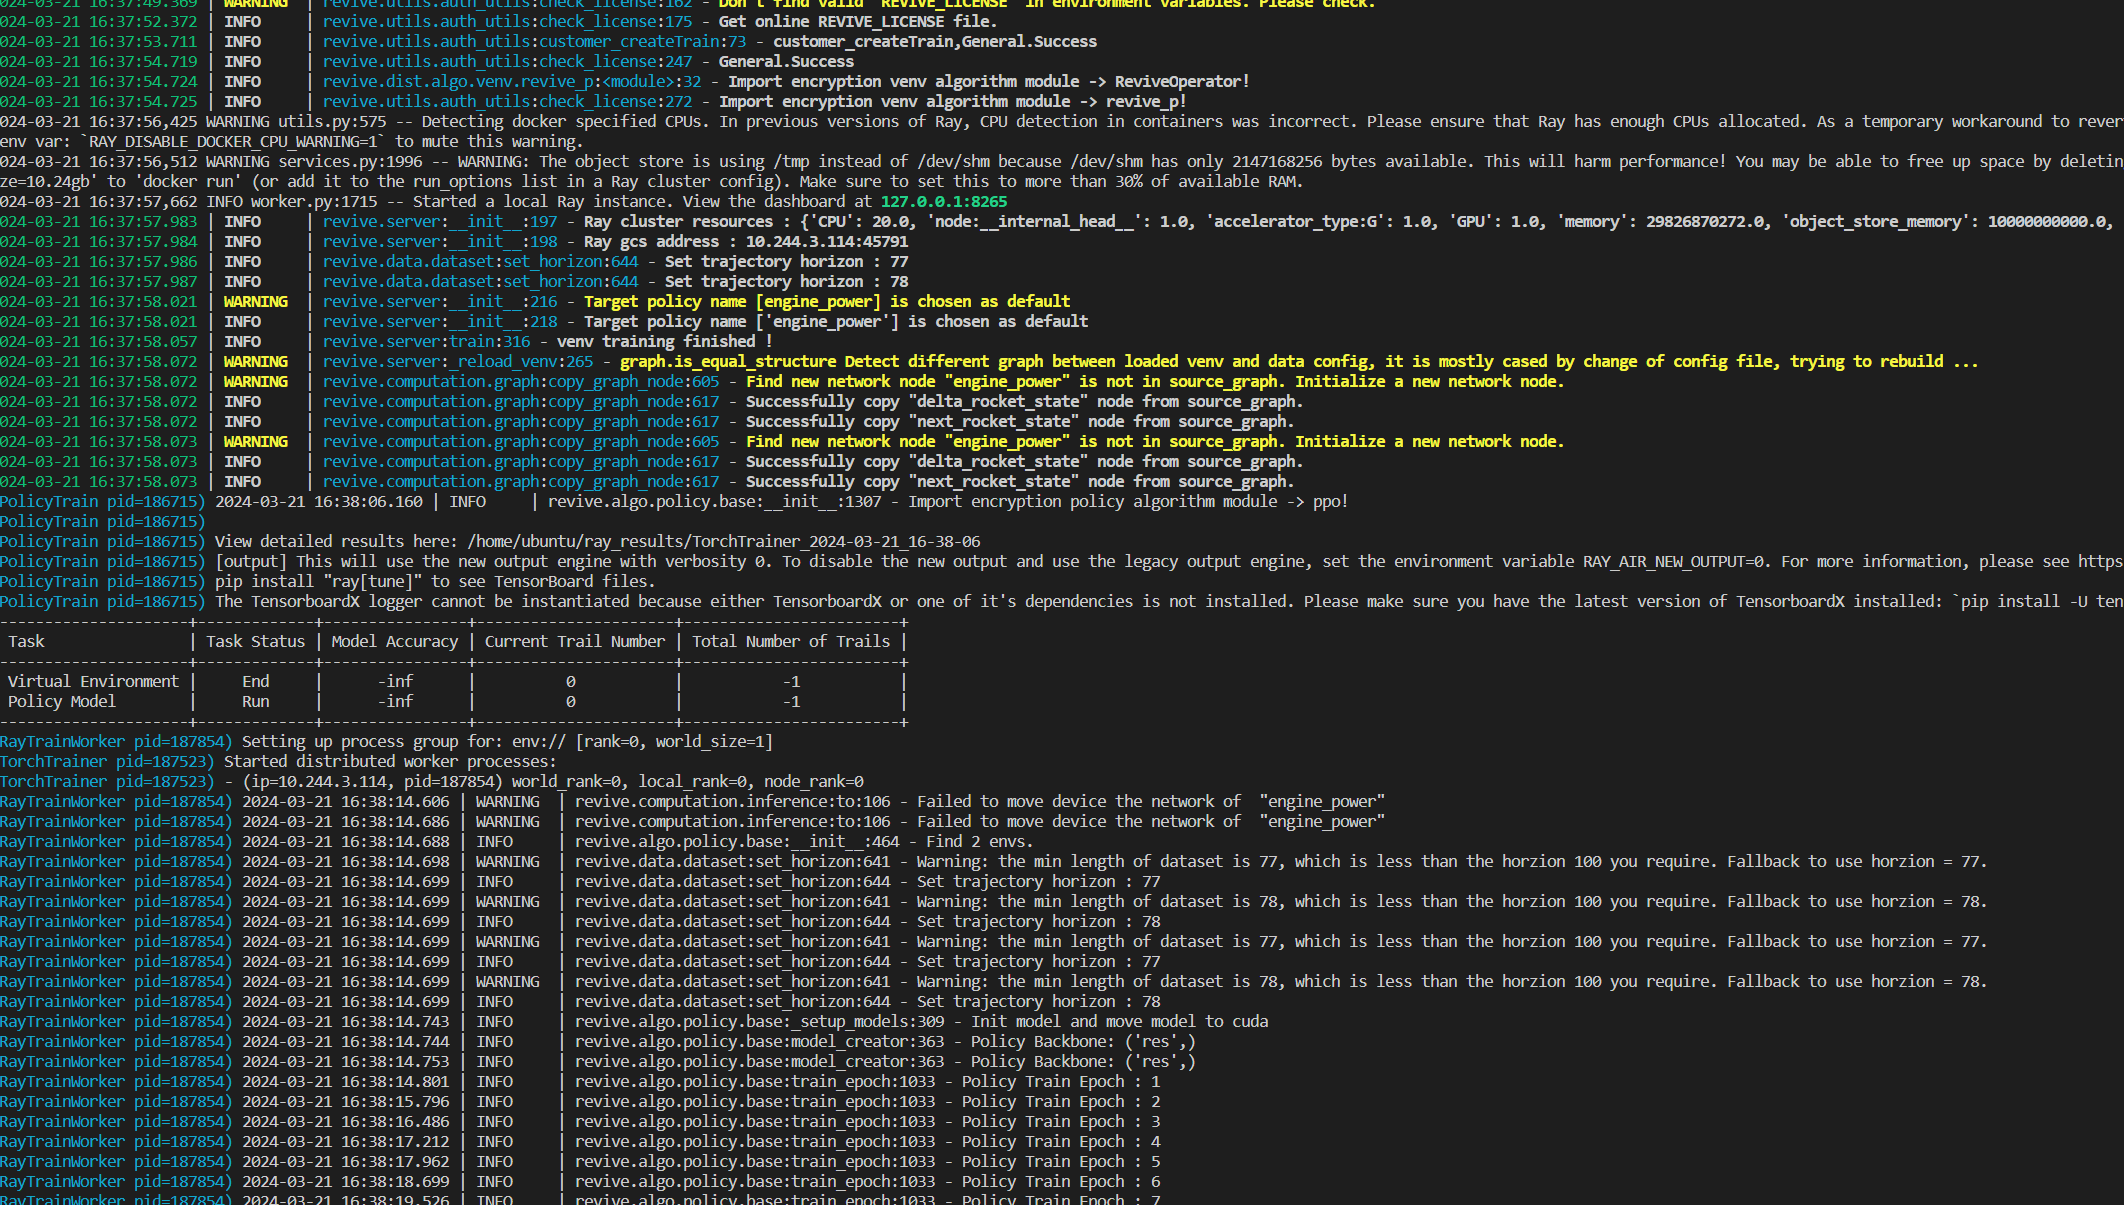 024-03-21 16:37:49.369 | WARNING  | revive.utils.auth_utils:check_license:162 - Don't find valid `REVIVE_LICENSE` in environment variables. Please check.
024-03-21 16:37:52.372 | INFO     | revive.utils.auth_utils:check_license:175 - Get online REVIVE_LICENSE file.
024-03-21 16:37:53.711 | INFO     | revive.utils.auth_utils:customer_createTrain:73 - customer_createTrain,General.Success
024-03-21 16:37:54.719 | INFO     | revive.utils.auth_utils:check_license:247 - General.Success
024-03-21 16:37:54.724 | INFO     | revive.dist.algo.venv.revive_p:<module>:32 - Import encryption venv algorithm module -> ReviveOperator!
024-03-21 16:37:54.725 | INFO     | revive.utils.auth_utils:check_license:272 - Import encryption venv algorithm module -> revive_p!
024-03-21 16:37:56,425 WARNING utils.py:575 -- Detecting docker specified CPUs. In previous versions of Ray, CPU detection in containers was incorrect. Please ensure that Ray has enough CPUs allocated. As a temporary workaround to rever
env var: `RAY_DISABLE_DOCKER_CPU_WARNING=1` to mute this warning.
024-03-21 16:37:56,512 WARNING services.py:1996 -- WARNING: The object store is using /tmp instead of /dev/shm because /dev/shm has only 2147168256 bytes available. This will harm performance! You may be able to free up space by deletin
ze=10.24gb' to 'docker run' (or add it to the run_options list in a Ray cluster config). Make sure to set this to more than 30% of available RAM.
024-03-21 16:37:57,662 INFO worker.py:1715 -- Started a local Ray instance. View the dashboard at 127.0.0.1:8265
024-03-21 16:37:57.983 | INFO     | revive.server:__init__:197 - Ray cluster resources : {'CPU': 20.0, 'node:__internal_head__': 1.0, 'accelerator_type:G': 1.0, 'GPU': 1.0, 'memory': 29826870272.0, 'object_store_memory': 10000000000.0,
024-03-21 16:37:57.984 | INFO     | revive.server:__init__:198 - Ray gcs address : 10.244.3.114:45791
024-03-21 16:37:57.986 | INFO     | revive.data.dataset:set_horizon:644 - Set trajectory horizon : 77
024-03-21 16:37:57.987 | INFO     | revive.data.dataset:set_horizon:644 - Set trajectory horizon : 78
024-03-21 16:37:58.021 | WARNING  | revive.server:__init__:216 - Target policy name [engine_power] is chosen as default
024-03-21 16:37:58.021 | INFO     | revive.server:__init__:218 - Target policy name ['engine_power'] is chosen as default
024-03-21 16:37:58.057 | INFO     | revive.server:train:316 - venv training finished !
024-03-21 16:37:58.072 | WARNING  | revive.server:_reload_venv:265 - graph.is_equal_structure Detect different graph between loaded venv and data config, it is mostly cased by change of config file, trying to rebuild ...
024-03-21 16:37:58.072 | WARNING  | revive.computation.graph:copy_graph_node:605 - Find new network node "engine_power" is not in source_graph. Initialize a new network node.
024-03-21 16:37:58.072 | INFO     | revive.computation.graph:copy_graph_node:617 - Successfully copy "delta_rocket_state" node from source_graph.
024-03-21 16:37:58.072 | INFO     | revive.computation.graph:copy_graph_node:617 - Successfully copy "next_rocket_state" node from source_graph.
024-03-21 16:37:58.073 | WARNING  | revive.computation.graph:copy_graph_node:605 - Find new network node "engine_power" is not in source_graph. Initialize a new network node.
024-03-21 16:37:58.073 | INFO     | revive.computation.graph:copy_graph_node:617 - Successfully copy "delta_rocket_state" node from source_graph.
024-03-21 16:37:58.073 | INFO     | revive.computation.graph:copy_graph_node:617 - Successfully copy "next_rocket_state" node from source_graph.
PolicyTrain pid=186715) 2024-03-21 16:38:06.160 | INFO     | revive.algo.policy.base:__init__:1307 - Import encryption policy algorithm module -> ppo!
PolicyTrain pid=186715)
PolicyTrain pid=186715) View detailed results here: /home/ubuntu/ray_results/TorchTrainer_2024-03-21_16-38-06
PolicyTrain pid=186715) [output] This will use the new output engine with verbosity 0. To disable the new output and use the legacy output engine, set the environment variable RAY_AIR_NEW_OUTPUT=0. For more information, please see https
PolicyTrain pid=186715) pip install "ray[tune]" to see TensorBoard files.
PolicyTrain pid=186715) The TensorboardX logger cannot be instantiated because either TensorboardX or one of it's dependencies is not installed. Please make sure you have the latest version of TensorboardX installed: `pip install -U ten
---------------------+-------------+----------------+----------------------+------------------------+
Task                | Task Status | Model Accuracy | Current Trail Number | Total Number of Trails |
---------------------+-------------+----------------+----------------------+------------------------+
Virtual Environment |     End     |      -inf      |          0           |           -1           |
Policy Model        |     Run     |      -inf      |          0           |           -1           |
---------------------+-------------+----------------+----------------------+------------------------+
RayTrainWorker pid=187854) Setting up process group for: env:// [rank=0, world_size=1]
TorchTrainer pid=187523) Started distributed worker processes:
TorchTrainer pid=187523) - (ip=10.244.3.114, pid=187854) world_rank=0, local_rank=0, node_rank=0
RayTrainWorker pid=187854) 2024-03-21 16:38:14.606 | WARNING  | revive.computation.inference:to:106 - Failed to move device the network of  "engine_power"
RayTrainWorker pid=187854) 2024-03-21 16:38:14.686 | WARNING  | revive.computation.inference:to:106 - Failed to move device the network of  "engine_power"
RayTrainWorker pid=187854) 2024-03-21 16:38:14.688 | INFO     | revive.algo.policy.base:__init__:464 - Find 2 envs.
RayTrainWorker pid=187854) 2024-03-21 16:38:14.698 | WARNING  | revive.data.dataset:set_horizon:641 - Warning: the min length of dataset is 77, which is less than the horzion 100 you require. Fallback to use horzion = 77.
RayTrainWorker pid=187854) 2024-03-21 16:38:14.699 | INFO     | revive.data.dataset:set_horizon:644 - Set trajectory horizon : 77
RayTrainWorker pid=187854) 2024-03-21 16:38:14.699 | WARNING  | revive.data.dataset:set_horizon:641 - Warning: the min length of dataset is 78, which is less than the horzion 100 you require. Fallback to use horzion = 78.
RayTrainWorker pid=187854) 2024-03-21 16:38:14.699 | INFO     | revive.data.dataset:set_horizon:644 - Set trajectory horizon : 78
RayTrainWorker pid=187854) 2024-03-21 16:38:14.699 | WARNING  | revive.data.dataset:set_horizon:641 - Warning: the min length of dataset is 77, which is less than the horzion 100 you require. Fallback to use horzion = 77.
RayTrainWorker pid=187854) 2024-03-21 16:38:14.699 | INFO     | revive.data.dataset:set_horizon:644 - Set trajectory horizon : 77
RayTrainWorker pid=187854) 2024-03-21 16:38:14.699 | WARNING  | revive.data.dataset:set_horizon:641 - Warning: the min length of dataset is 78, which is less than the horzion 100 you require. Fallback to use horzion = 78.
RayTrainWorker pid=187854) 2024-03-21 16:38:14.699 | INFO     | revive.data.dataset:set_horizon:644 - Set trajectory horizon : 78
RayTrainWorker pid=187854) 2024-03-21 16:38:14.743 | INFO     | revive.algo.policy.base:_setup_models:309 - Init model and move model to cuda
RayTrainWorker pid=187854) 2024-03-21 16:38:14.744 | INFO     | revive.algo.policy.base:model_creator:363 - Policy Backbone: ('res',)
RayTrainWorker pid=187854) 2024-03-21 16:38:14.753 | INFO     | revive.algo.policy.base:model_creator:363 - Policy Backbone: ('res',)
RayTrainWorker pid=187854) 2024-03-21 16:38:14.801 | INFO     | revive.algo.policy.base:train_epoch:1033 - Policy Train Epoch : 1
RayTrainWorker pid=187854) 2024-03-21 16:38:15.796 | INFO     | revive.algo.policy.base:train_epoch:1033 - Policy Train Epoch : 2
RayTrainWorker pid=187854) 2024-03-21 16:38:16.486 | INFO     | revive.algo.policy.base:train_epoch:1033 - Policy Train Epoch : 3
RayTrainWorker pid=187854) 2024-03-21 16:38:17.212 | INFO     | revive.algo.policy.base:train_epoch:1033 - Policy Train Epoch : 4
RayTrainWorker pid=187854) 2024-03-21 16:38:17.962 | INFO     | revive.algo.policy.base:train_epoch:1033 - Policy Train Epoch : 5
RayTrainWorker pid=187854) 2024-03-21 16:38:18.699 | INFO     | revive.algo.policy.base:train_epoch:1033 - Policy Train Epoch : 6
RayTrainWorker pid=187854) 2024-03-21 16:38:19.526 | INFO     | revive.algo.policy.base:train_epoch:1033 - Policy Train Epoch : 7